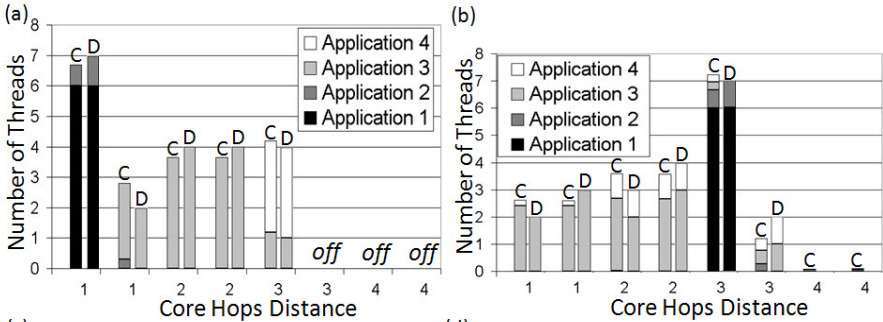 (a)
8
7
6
5
4
3
2
1
0
Number of Threads
C D
C D
C D
C D
C D
off off off
Application 4
Application 3
Application 2
Application 1
1 1 2 2 3 3 4 4
Core Hops Distance
(b)
8
7
6
5
4
3
2
1
0
Number of Threads
Application 4
Application 3
Application 2
Application 1
C D
C D
C D
C D
C D
C D
C
C
1 1 2 2 3 3 4 4
Core Hops Distance